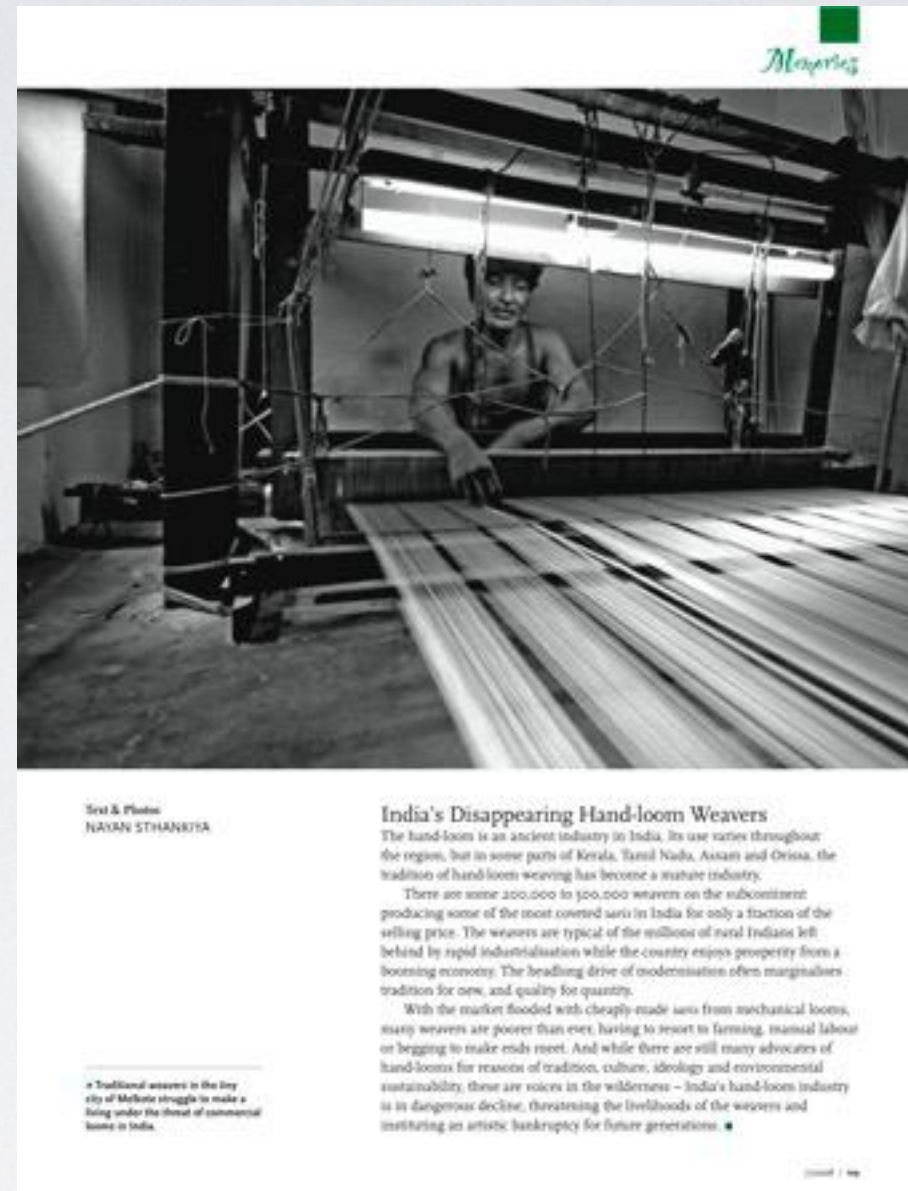 Memories
Text & Photos
NAYAN STHANKIYA
India's Disappearing Hand-loom Weavers
The hand-loom is an ancient industry in India. Its use varies throughout
the region, but in some parts of Kerala, Tamil Nadu, Assam and Orissa, the
tradition of hand-loom weaving has become a mature industry.
There are some 200,000 to 500,000 weavers on the subcontinent
producing some of the most coveted saris in India for only a fraction of the
selling price. The weavers are typical of the millions of rural Indians left
behind by rapid industrialisation while the country enjoys prosperity from a
booming economy. The headlong drive of modernisation often marginalises
tradition for new, and quality for quantity.
With the market flooded with cheaply-made saris from mechanical looms,
many weavers are poorer than ever, having to resort to farming, manual labour
or begging to make ends meet. And while there are still many advocates of
hand-looms for reasons of tradition, culture, ideology and environmental
sustainability, these are voices in the wilderness – India's hand-loom industry
is in dangerous decline, threatening the livelihoods of the weavers and
instituting an artistic bankruptcy for future generations.
Traditional weavers in the tiny
city of Melkote struggle to make a
living under the threat of commercial
looms in India.